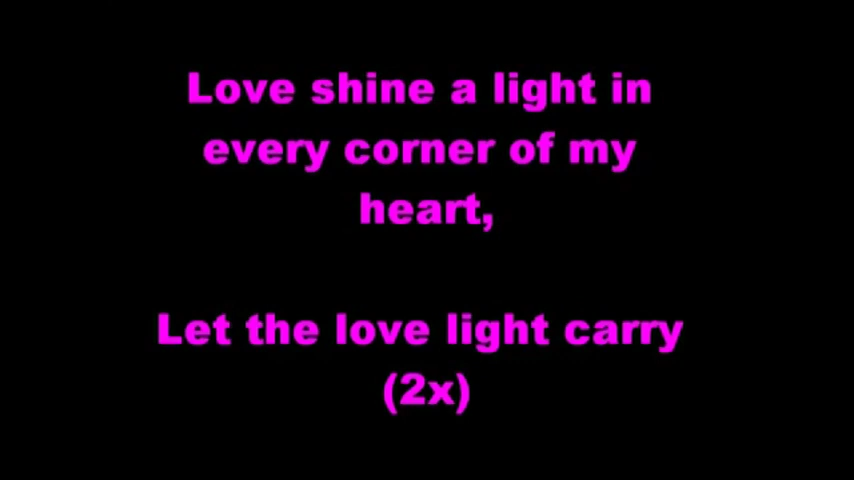 Love shine a light in
every corner of my
heart,
Let the love light carry
(2x)